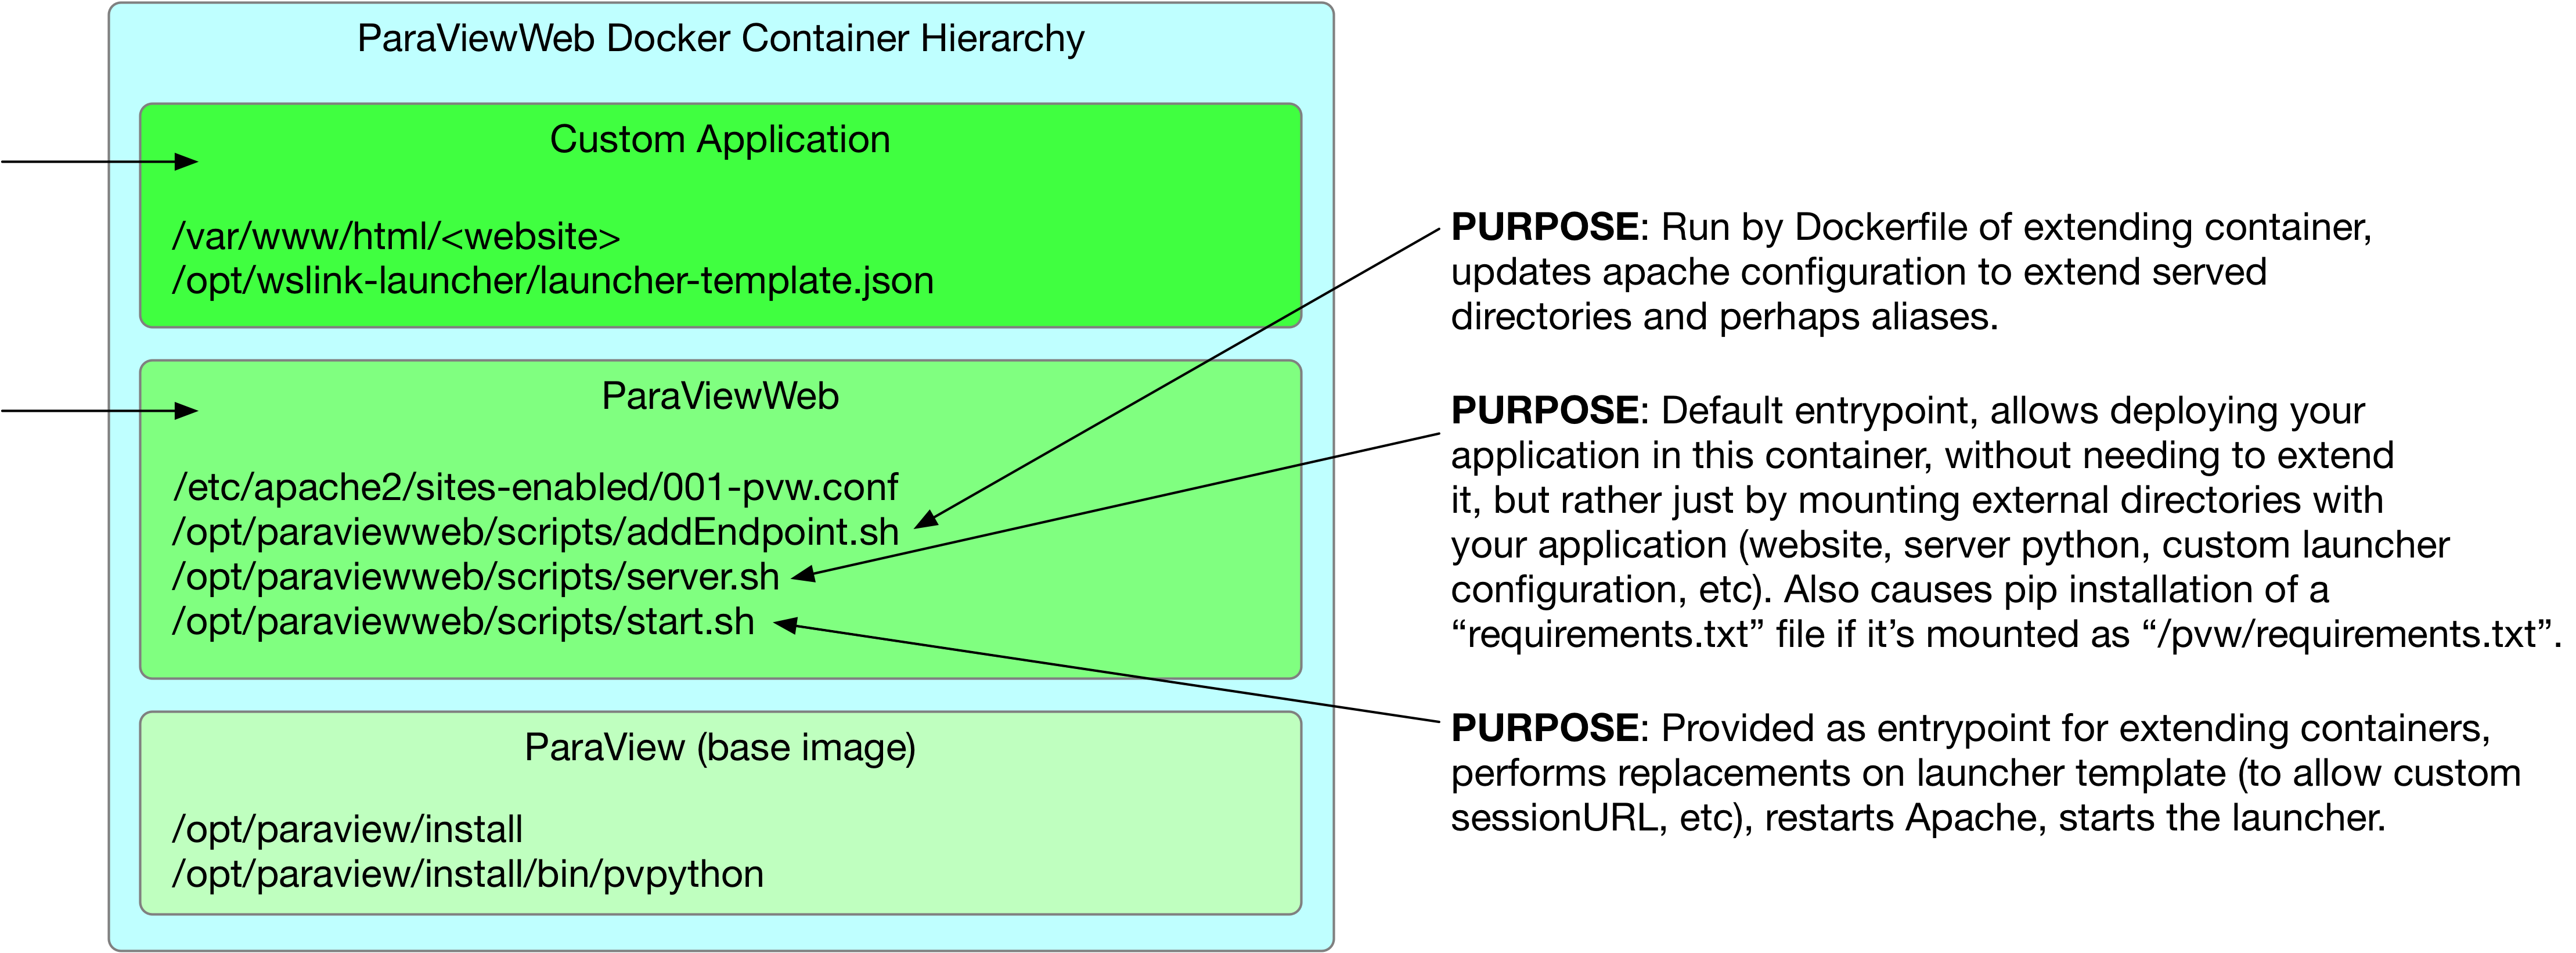 ParaViewWeb Docker Container Hierarchy
Custom Application
/var/www/html/<website>
/opt/wslink-launcher/launcher-template.json
ParaViewWeb
/etc/apache2/sites-enabled/001-pvw.conf
/opt/paraviewweb/scripts/addEndpoint.sh
/opt/paraviewweb/scripts/server.sh
/opt/paraviewweb/scripts/start.sh
ParaView (base image)
/opt/paraview/install
/opt/paraview/install/bin/pvpython
PURPOSE: Run by Dockerfile of extending container,
updates apache configuration to extend served
directories and perhaps aliases.
PURPOSE: Default entrypoint, allows deploying your
application in this container, without needing to extend
it, but rather just by mounting external directories with
your application (website, server python, custom launcher
configuration, etc). Also causes pip installation of a
“requirements.txt” file if it’s mounted as “/pvw/requirements.txt”.
PURPOSE: Provided as entrypoint for extending containers,
performs replacements on launcher template (to allow custom
sessionURL, etc), restarts Apache, starts the launcher.